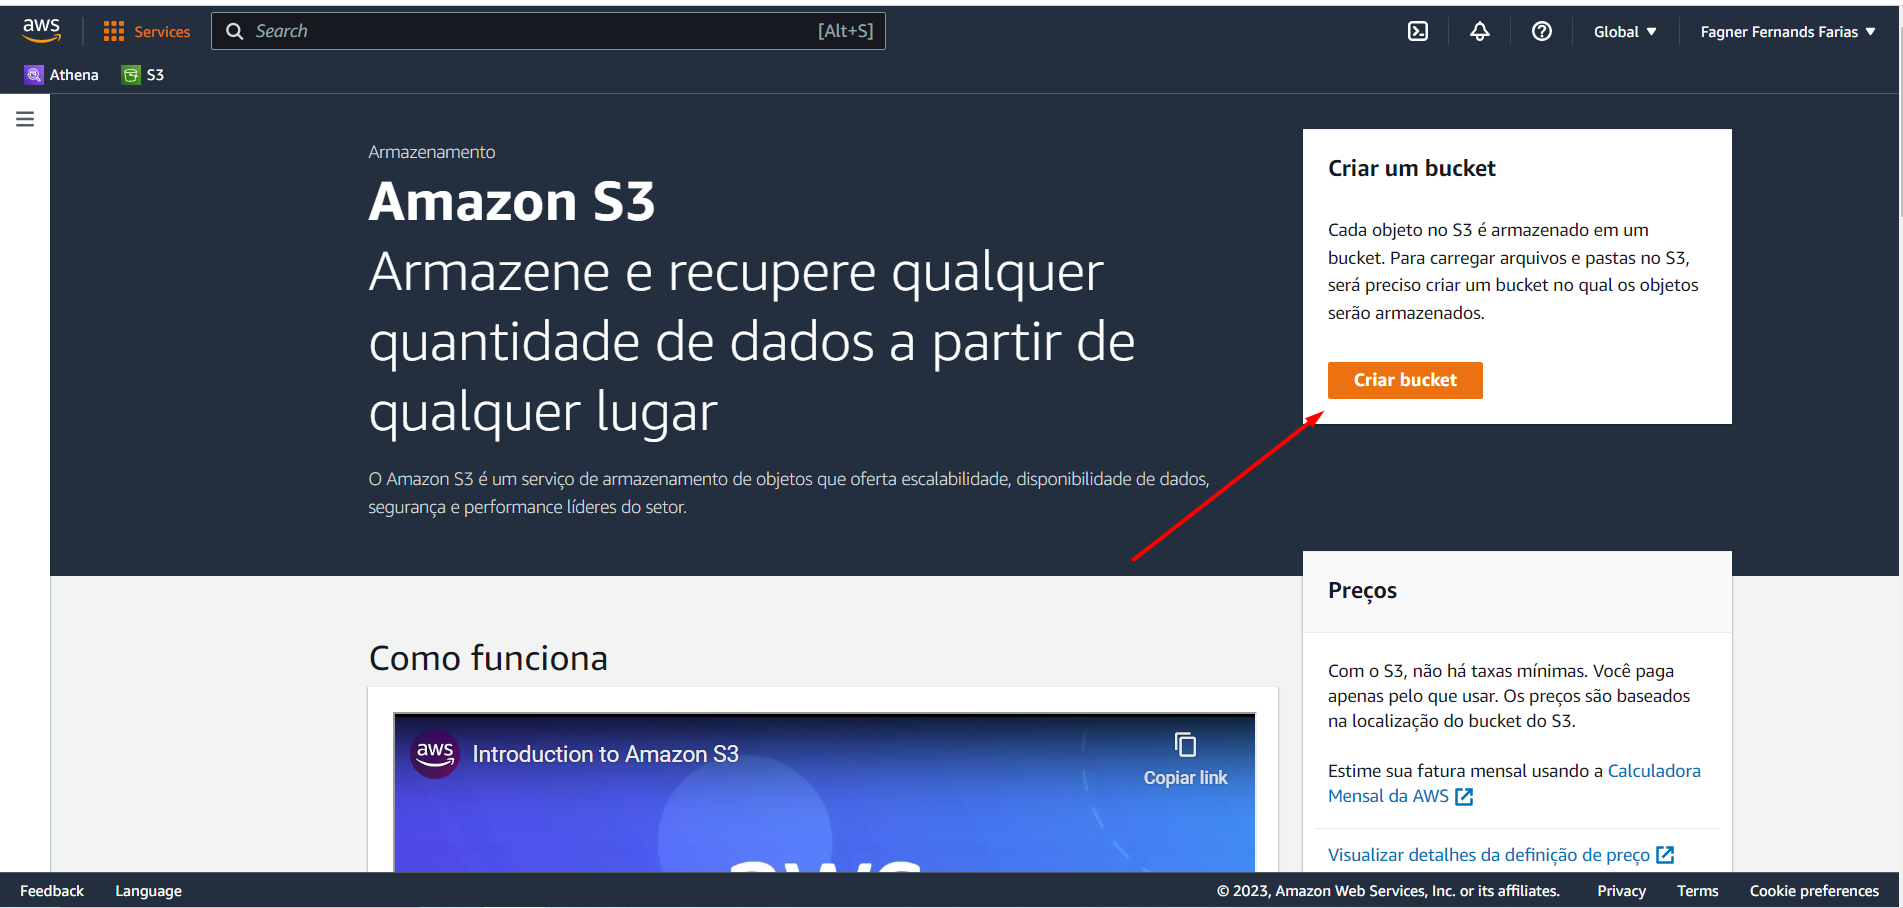 aws
Services
Search
[Alt+S]
Global
Fagner Fernands Farias
Athena
S3
Armazenamento
Amazon S3
Armazene e recupere qualquer
quantidade de dados a partir de
qualquer lugar
O Amazon S3 é um serviço de armazenamento de objetos que oferta escalabilidade, disponibilidade de dados,
segurança e performance líderes do setor.
Criar um bucket
Cada objeto no S3 é armazenado em um
bucket. Para carregar arquivos e pastas no S3,
será preciso criar um bucket no qual os objetos
serão armazenados.
Criar bucket
Como funciona
aws
Introduction to Amazon S3
Copiar link
aws
Preços
Com o S3, não há taxas mínimas. Você paga
apenas pelo que usar. Os preços são baseados
na localização do bucket do S3.
Estime sua fatura mensal usando a Calculadora
Mensal da AWS
Visualizar detalhes da definição de preço
Feedback
Language
© 2023, Amazon Web Services, Inc. or its affiliates.
Privacy
Terms
Cookie preferences